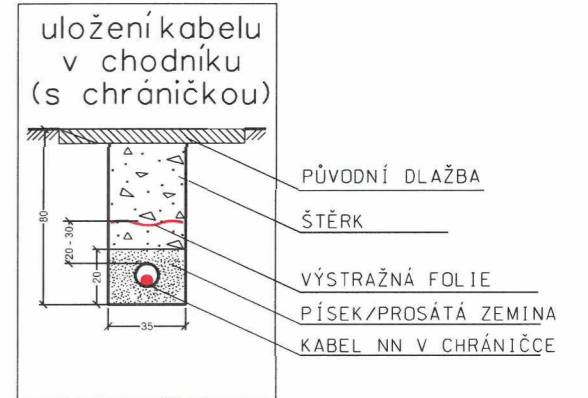 uložení kabelu
v chodníku
(s chráničkou)
PŮVODNÍ DLAŽBA
ŠTĚRK
VÝSTRAŽNÁ FOLIE
PÍSEK/PROSÁTÁ ZEMINA
KABEL NN V CHRÁNIČCE
80
20 - 30
20
35